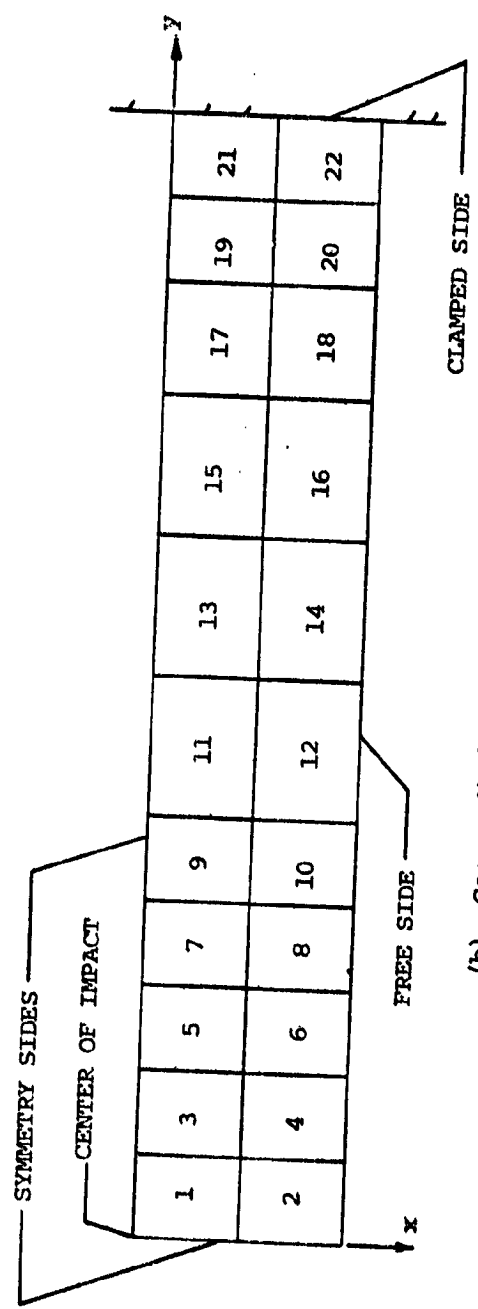 SYMMETRY SIDES
CENTER OF IMPACT
y
1 3 5 7 9 11 13 15 17 19 21
2 4 6 8 10 12 14 16 18 20 22
x
FREE SIDE
CLAMPED SIDE
(b)